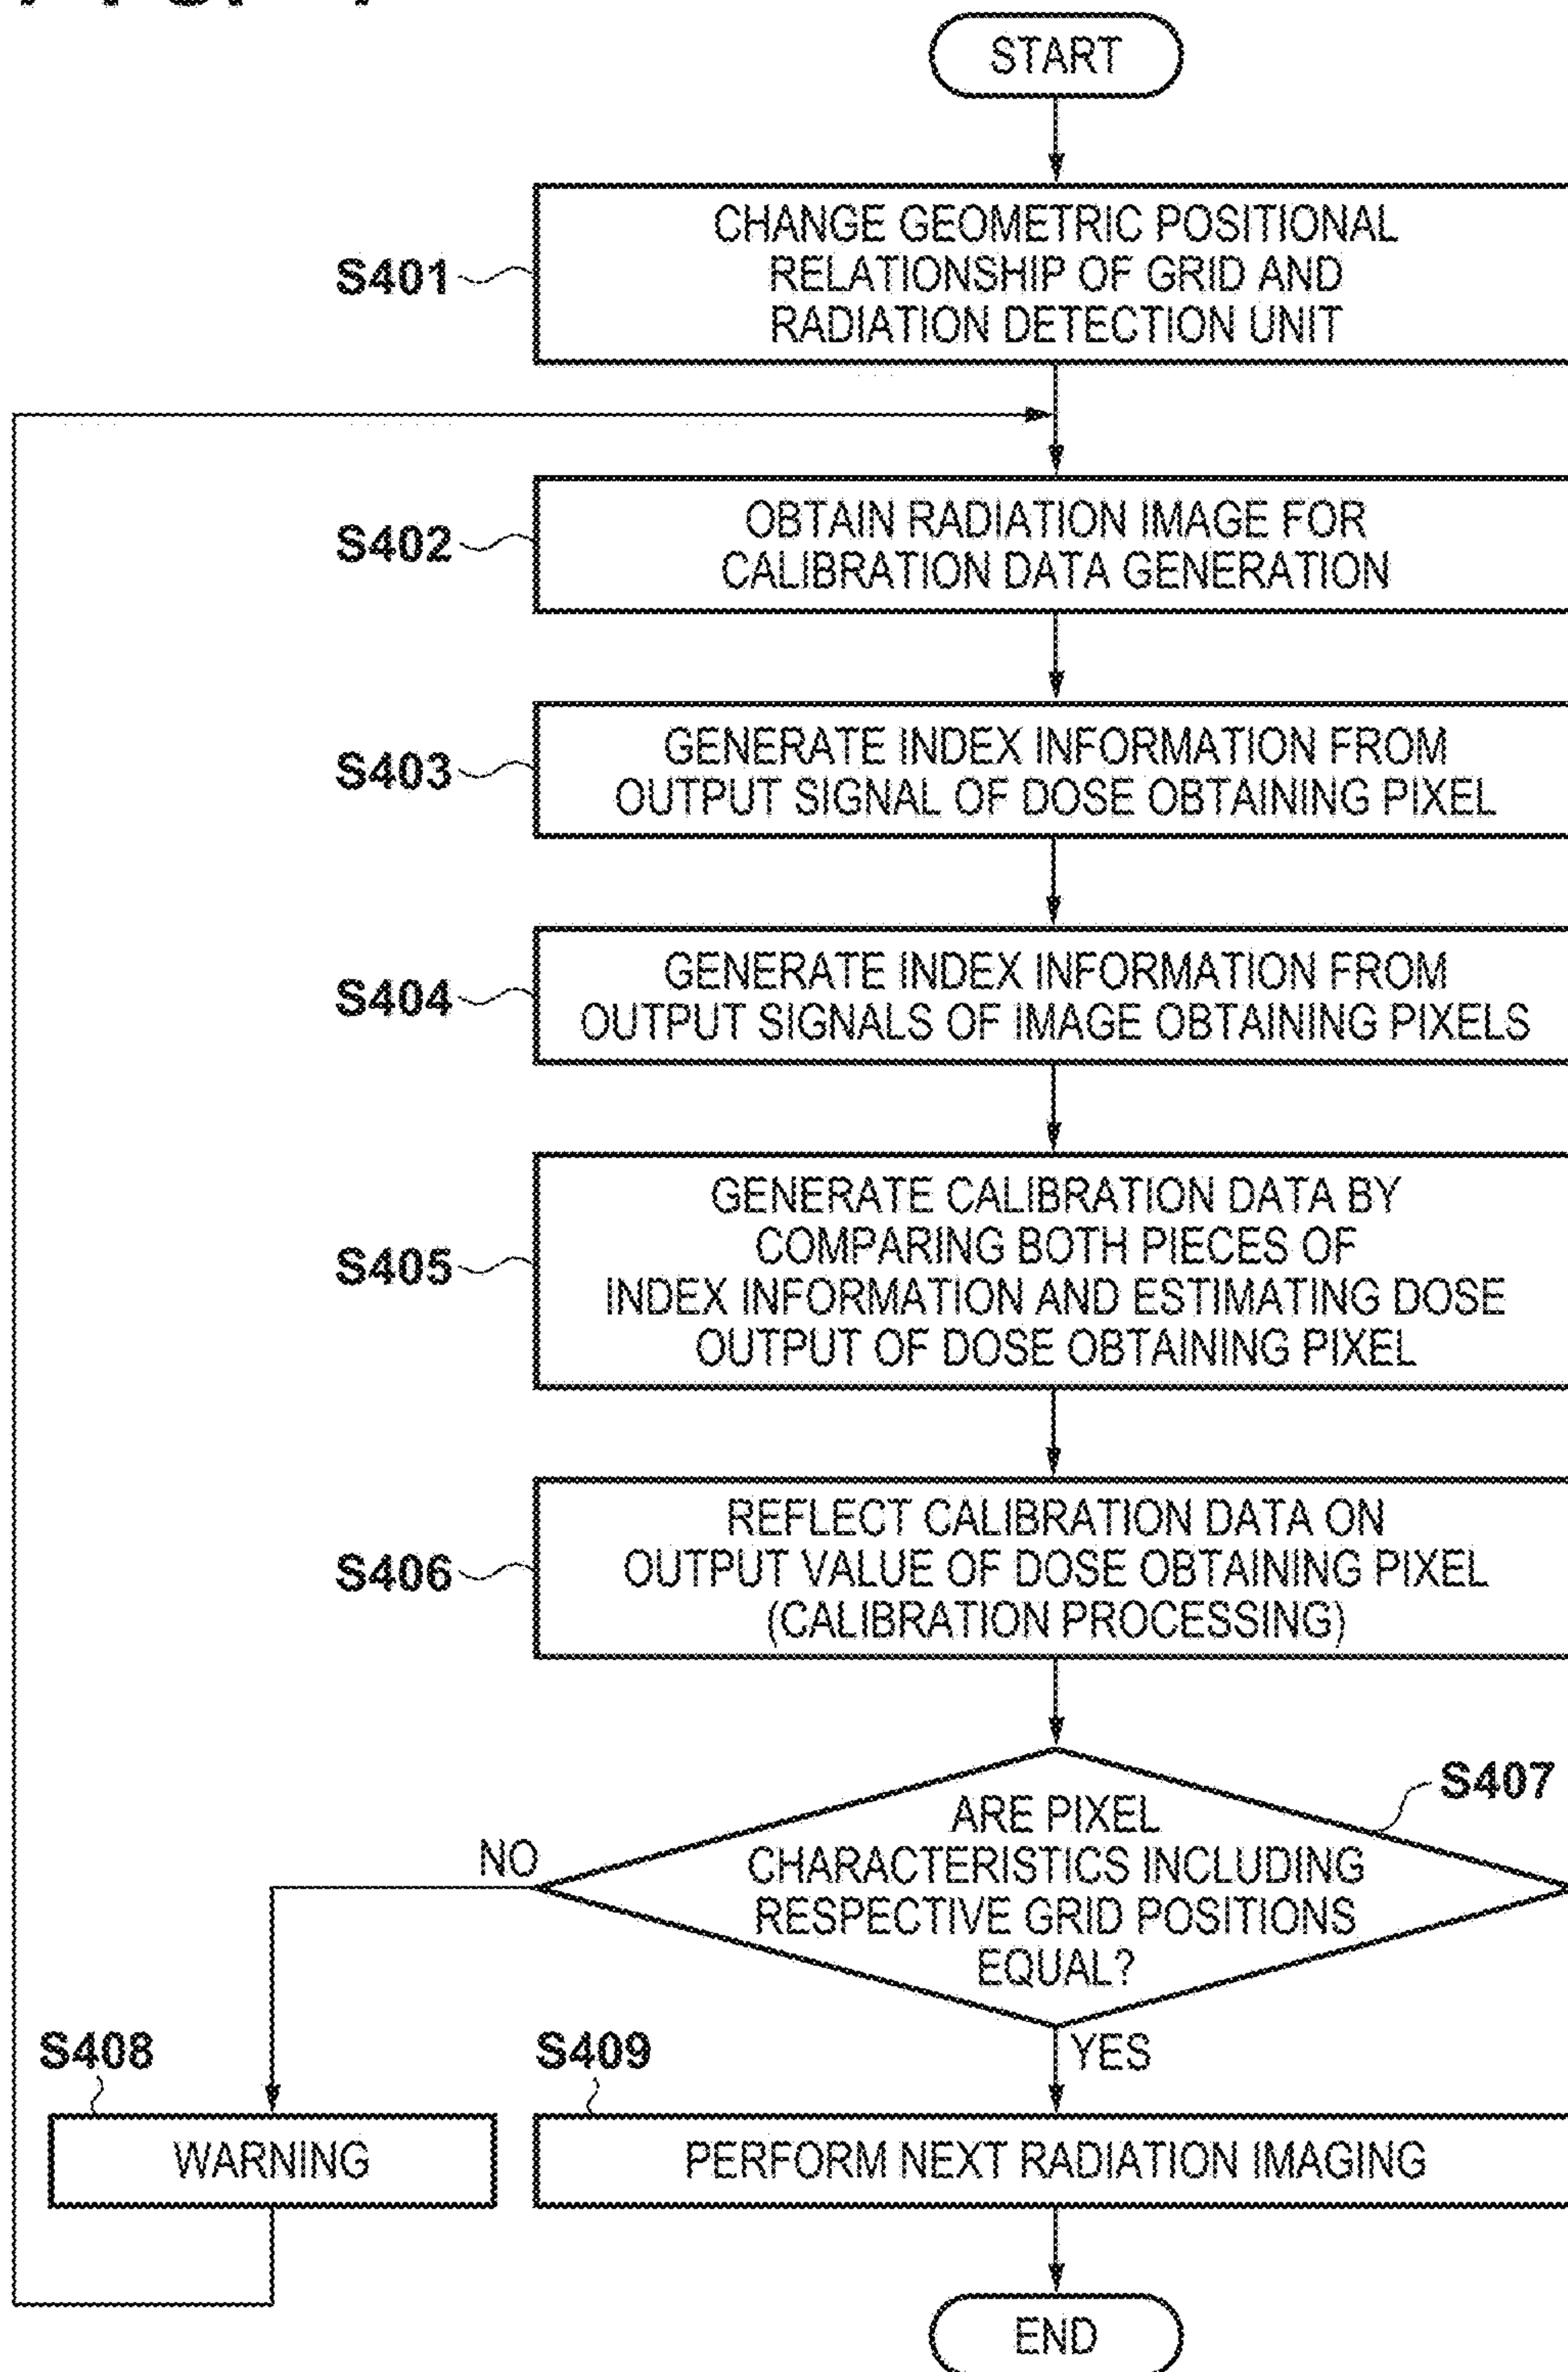 START
S401
CHANGE GEOMETRIC POSITIONAL
RELATIONSHIP OF GRID AND
RADIATION DETECTION UNIT
S402
OBTAIN RADIATION IMAGE FOR
CALIBRATION DATA GENERATION
S403
GENERATE INDEX INFORMATION FROM
OUTPUT SIGNAL OF DOSE OBTAINING PIXEL
S404
GENERATE INDEX INFORMATION FROM
OUTPUT SIGNALS OF IMAGE OBTAINING PIXELS
S405
GENERATE CALIBRATION DATA BY
COMPARING BOTH PIECES OF
INDEX INFORMATION AND ESTIMATING DOSE
OUTPUT OF DOSE OBTAINING PIXEL
S406
REFLECT CALIBRATION DATA ON
OUTPUT VALUE OF DOSE OBTAINING PIXEL
(CALIBRATION PROCESSING)
S407
ARE PIXEL
CHARACTERISTICS INCLUDING
RESPECTIVE GRID POSITIONS
EQUAL?
NO
YES
S408
WARNING
S409
PERFORM NEXT RADIATION IMAGING
END